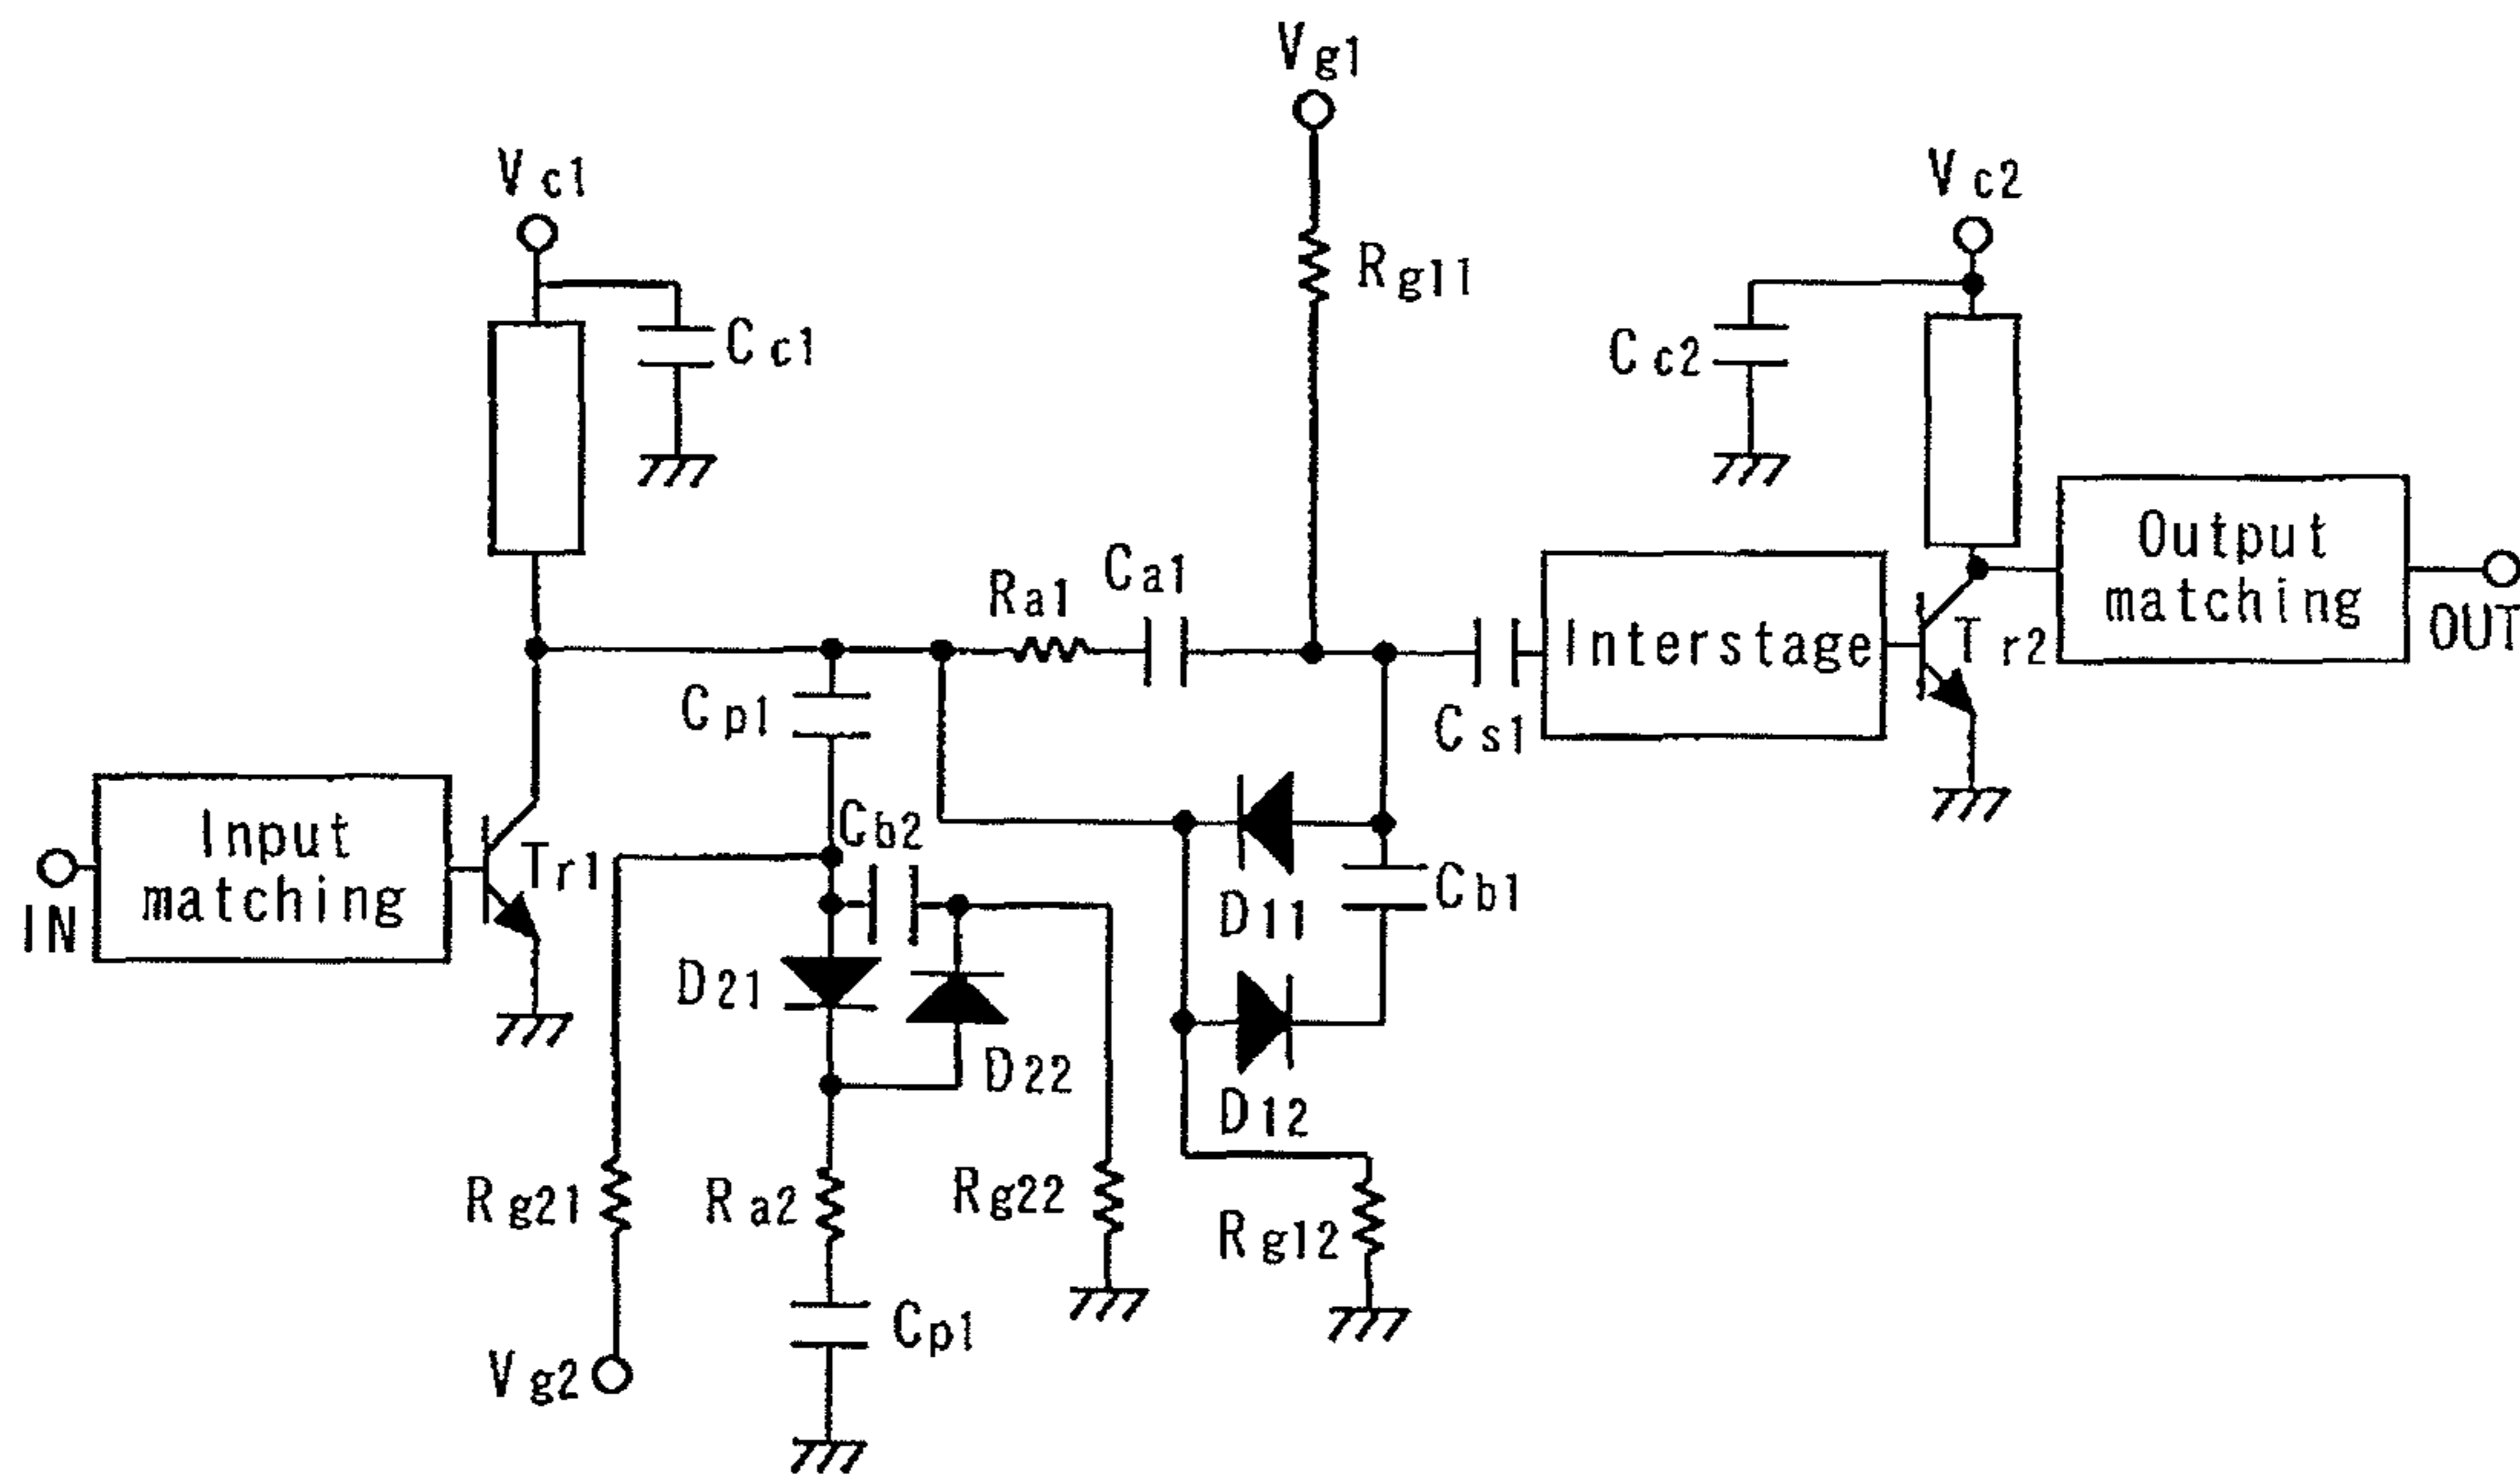 Vg1
Vc1
Vc2
Rg11
Cc1
Cc2
Output
matching
OUT
Ra1
Ca1
Interstage
Tr2
Cp1
Cs1
Input
matching
IN
Tr1
Cb2
Cb1
D11
D21
D22
D12
Rg21
Ra2
Rg22
Rg12
Cp1
Vg2